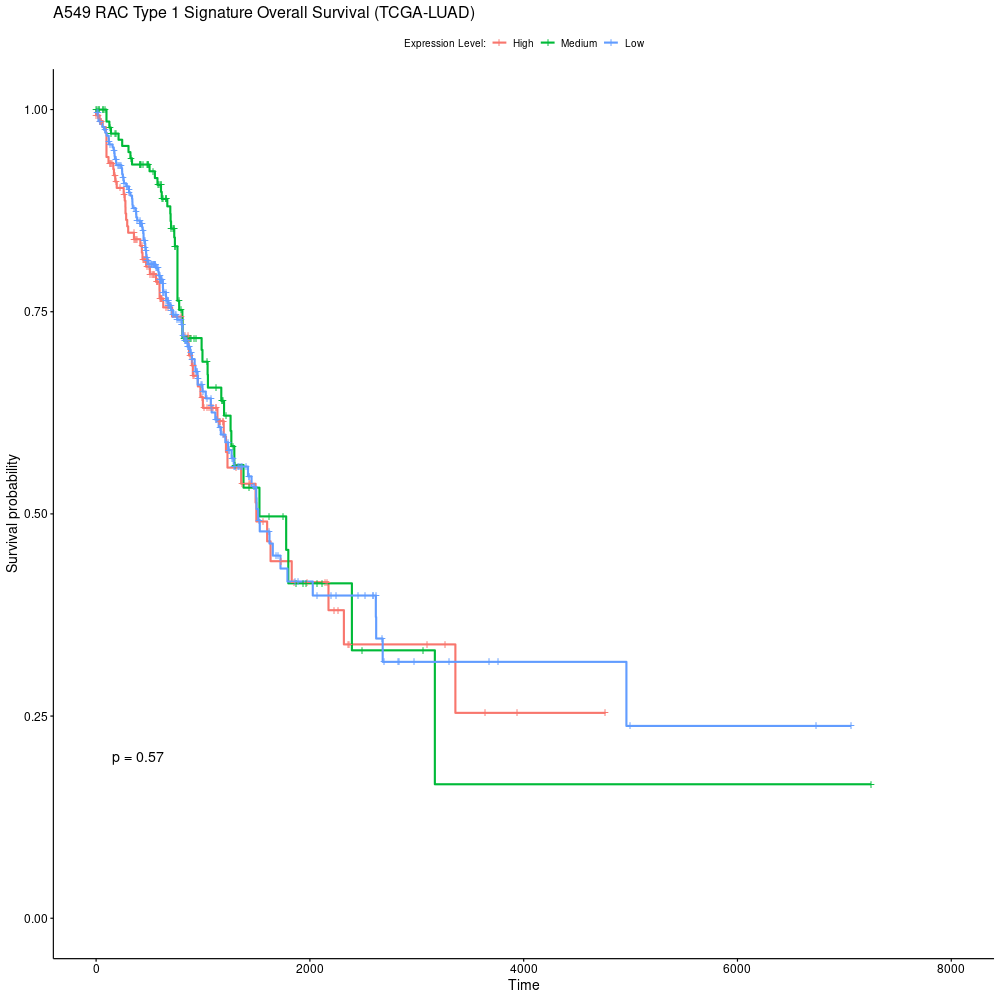 A549 RAC Type 1 Signature Overall Survival (TCGA-LUAD)
Expression Level: High Medium Low
Survival probability
1.00
0.75
0.50
0.25
0.00
p = 0.57
0 2000 4000 6000 8000
Time